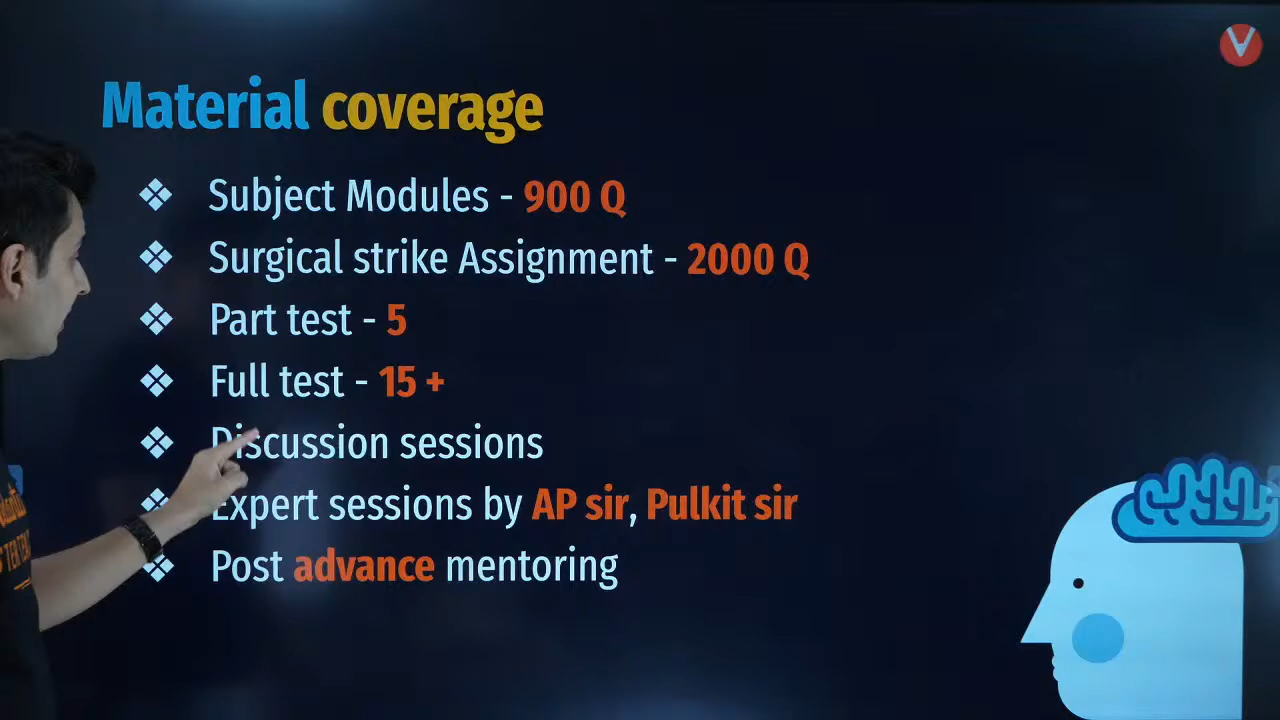 Material coverage
❖ Subject Modules - 900 Q
❖ Surgical strike Assignment - 2000 Q
❖ Part test - 5
❖ Full test - 15 +
❖ Discussion sessions
❖ Expert sessions by AP sir, Pulkit sir
❖ Post advance mentoring